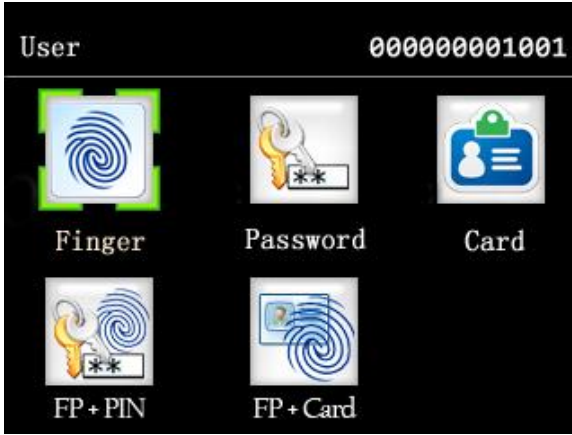 User 000000001001
Finger Password Card
** 
FP+PIN FP+Card